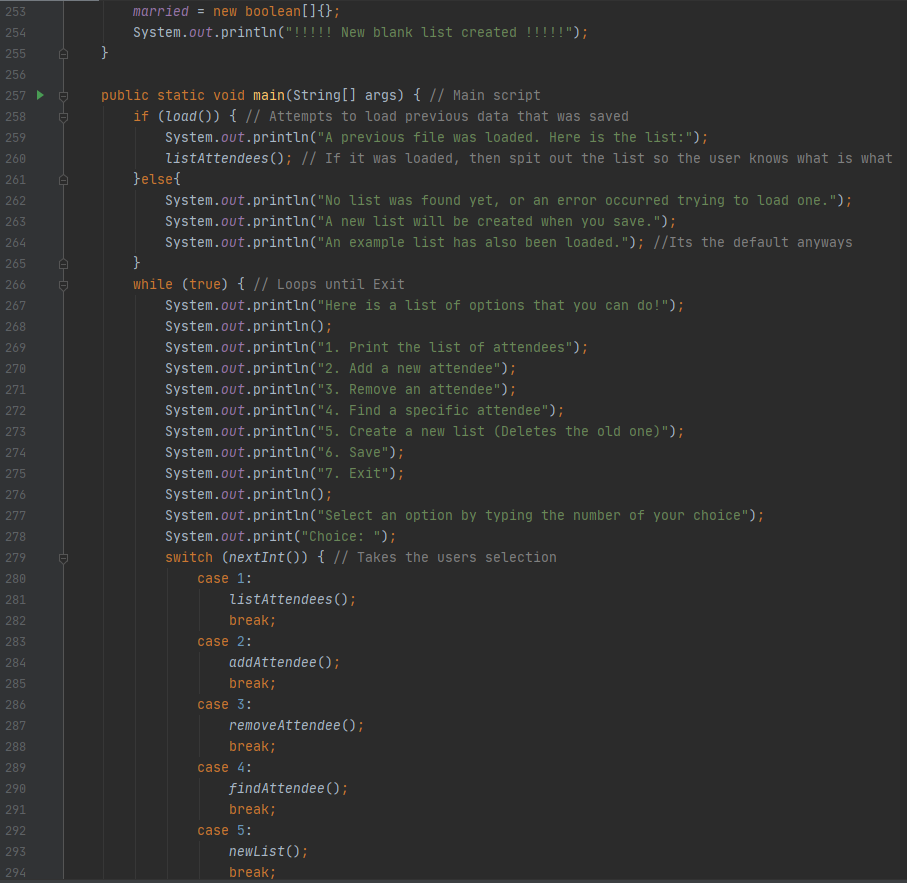 253 married = new boolean[]{};
254 System.out.println("!!!!! New blank list created !!!!!");
255 }
256
257 public static void main(String[] args) { // Main script
258 if (load()) { // Attempts to load previous data that was saved
259 System.out.println("A previous file was loaded. Here is the list:");
260 listAttendees(); // If it was loaded, then spit out the list so the user knows what is what
261 }else{
262 System.out.println("No list was found yet, or an error occurred trying to load one.");
263 System.out.println("A new list will be created when you save.");
264 System.out.println("An example list has also been loaded."); //Its the default anyways
265 }
266 while (true) { // Loops until Exit
267 System.out.println("Here is a list of options that you can do!");
268 System.out.println();
269 System.out.println("1. Print the list of attendees");
270 System.out.println("2. Add a new attendee");
271 System.out.println("3. Remove an attendee");
272 System.out.println("4. Find a specific attendee");
273 System.out.println("5. Create a new list (Deletes the old one)");
274 System.out.println("6. Save");
275 System.out.println("7. Exit");
276 System.out.println();
277 System.out.println("Select an option by typing the number of your choice");
278 System.out.print("Choice: ");
279 switch (nextInt()) { // Takes the users selection
280 case 1:
281 listAttendees();
282 break;
283 case 2:
284 addAttendee();
285 break;
286 case 3:
287 removeAttendee();
288 break;
289 case 4:
290 findAttendee();
291 break;
292 case 5:
293 newList();
294 break;